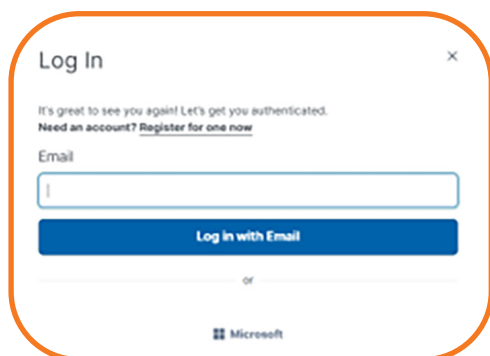 Log In
It's great to see you again! Let's get you authenticated.
Need an account? Register for one now
Email
Log in with Email
or
Microsoft